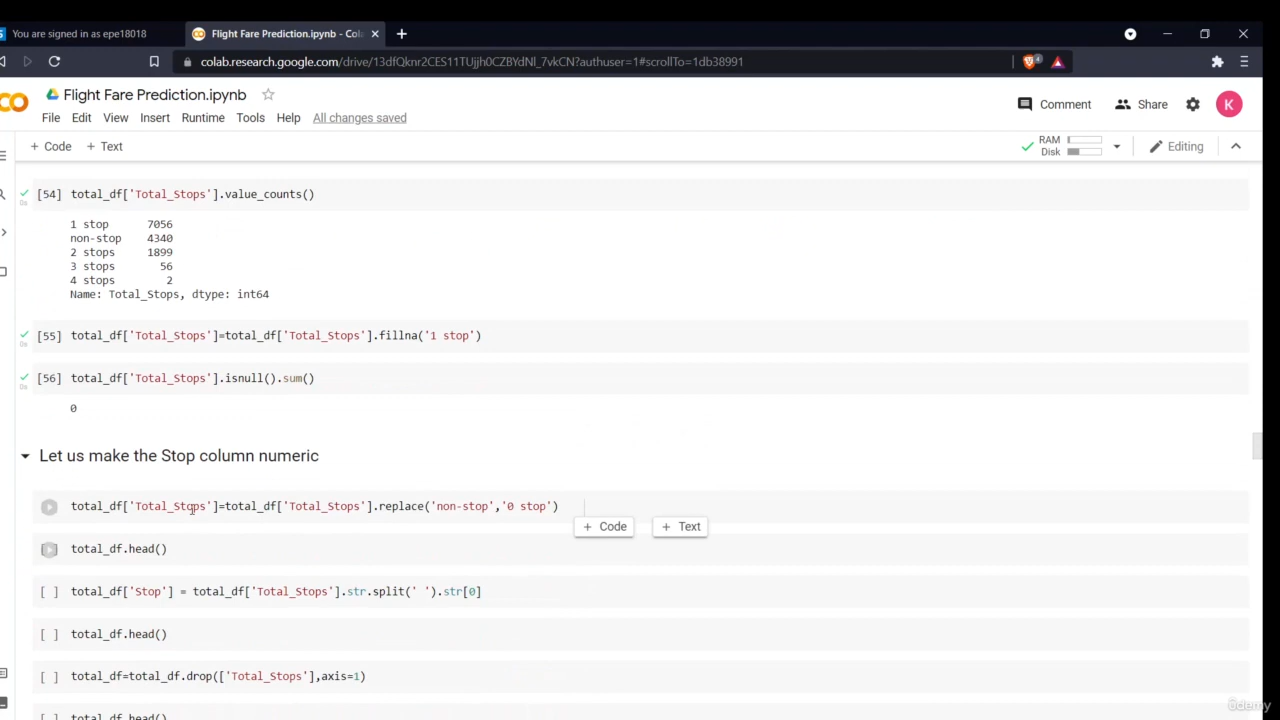 You are signed in as epe18018
Flight Fare Prediction.ipynb - Col
colab.research.google.com/drive/13dfQknr2CES11TUjjh0CZBYdNl_7vkCN?authuser=1#scrollTo=1db38991
Flight Fare Prediction.ipynb
Comment
Share
K
File Edit View Insert Runtime Tools Help All changes saved
+ Code + Text
RAM
Disk
Editing
[54] total_df['Total_Stops'].value_counts()
1 stop 7056
non-stop 4340
2 stops 1899
3 stops 56
4 stops 2
Name: Total_Stops, dtype: int64
[55] total_df['Total_Stops']=total_df['Total_Stops'].fillna('1 stop')
[56] total_df['Total_Stops'].isnull().sum()
0
Let us make the Stop column numeric
total_df['Total_Stops']=total_df['Total_Stops'].replace('non-stop','0 stop')
+ Code + Text
total_df.head()
[ ] total_df['Stop'] = total_df['Total_Stops'].str.split(' ').str[0]
[ ] total_df.head()
[ ] total_df=total_df.drop(['Total_Stops'],axis=1)
[ ] total_df.head()
ûdemy